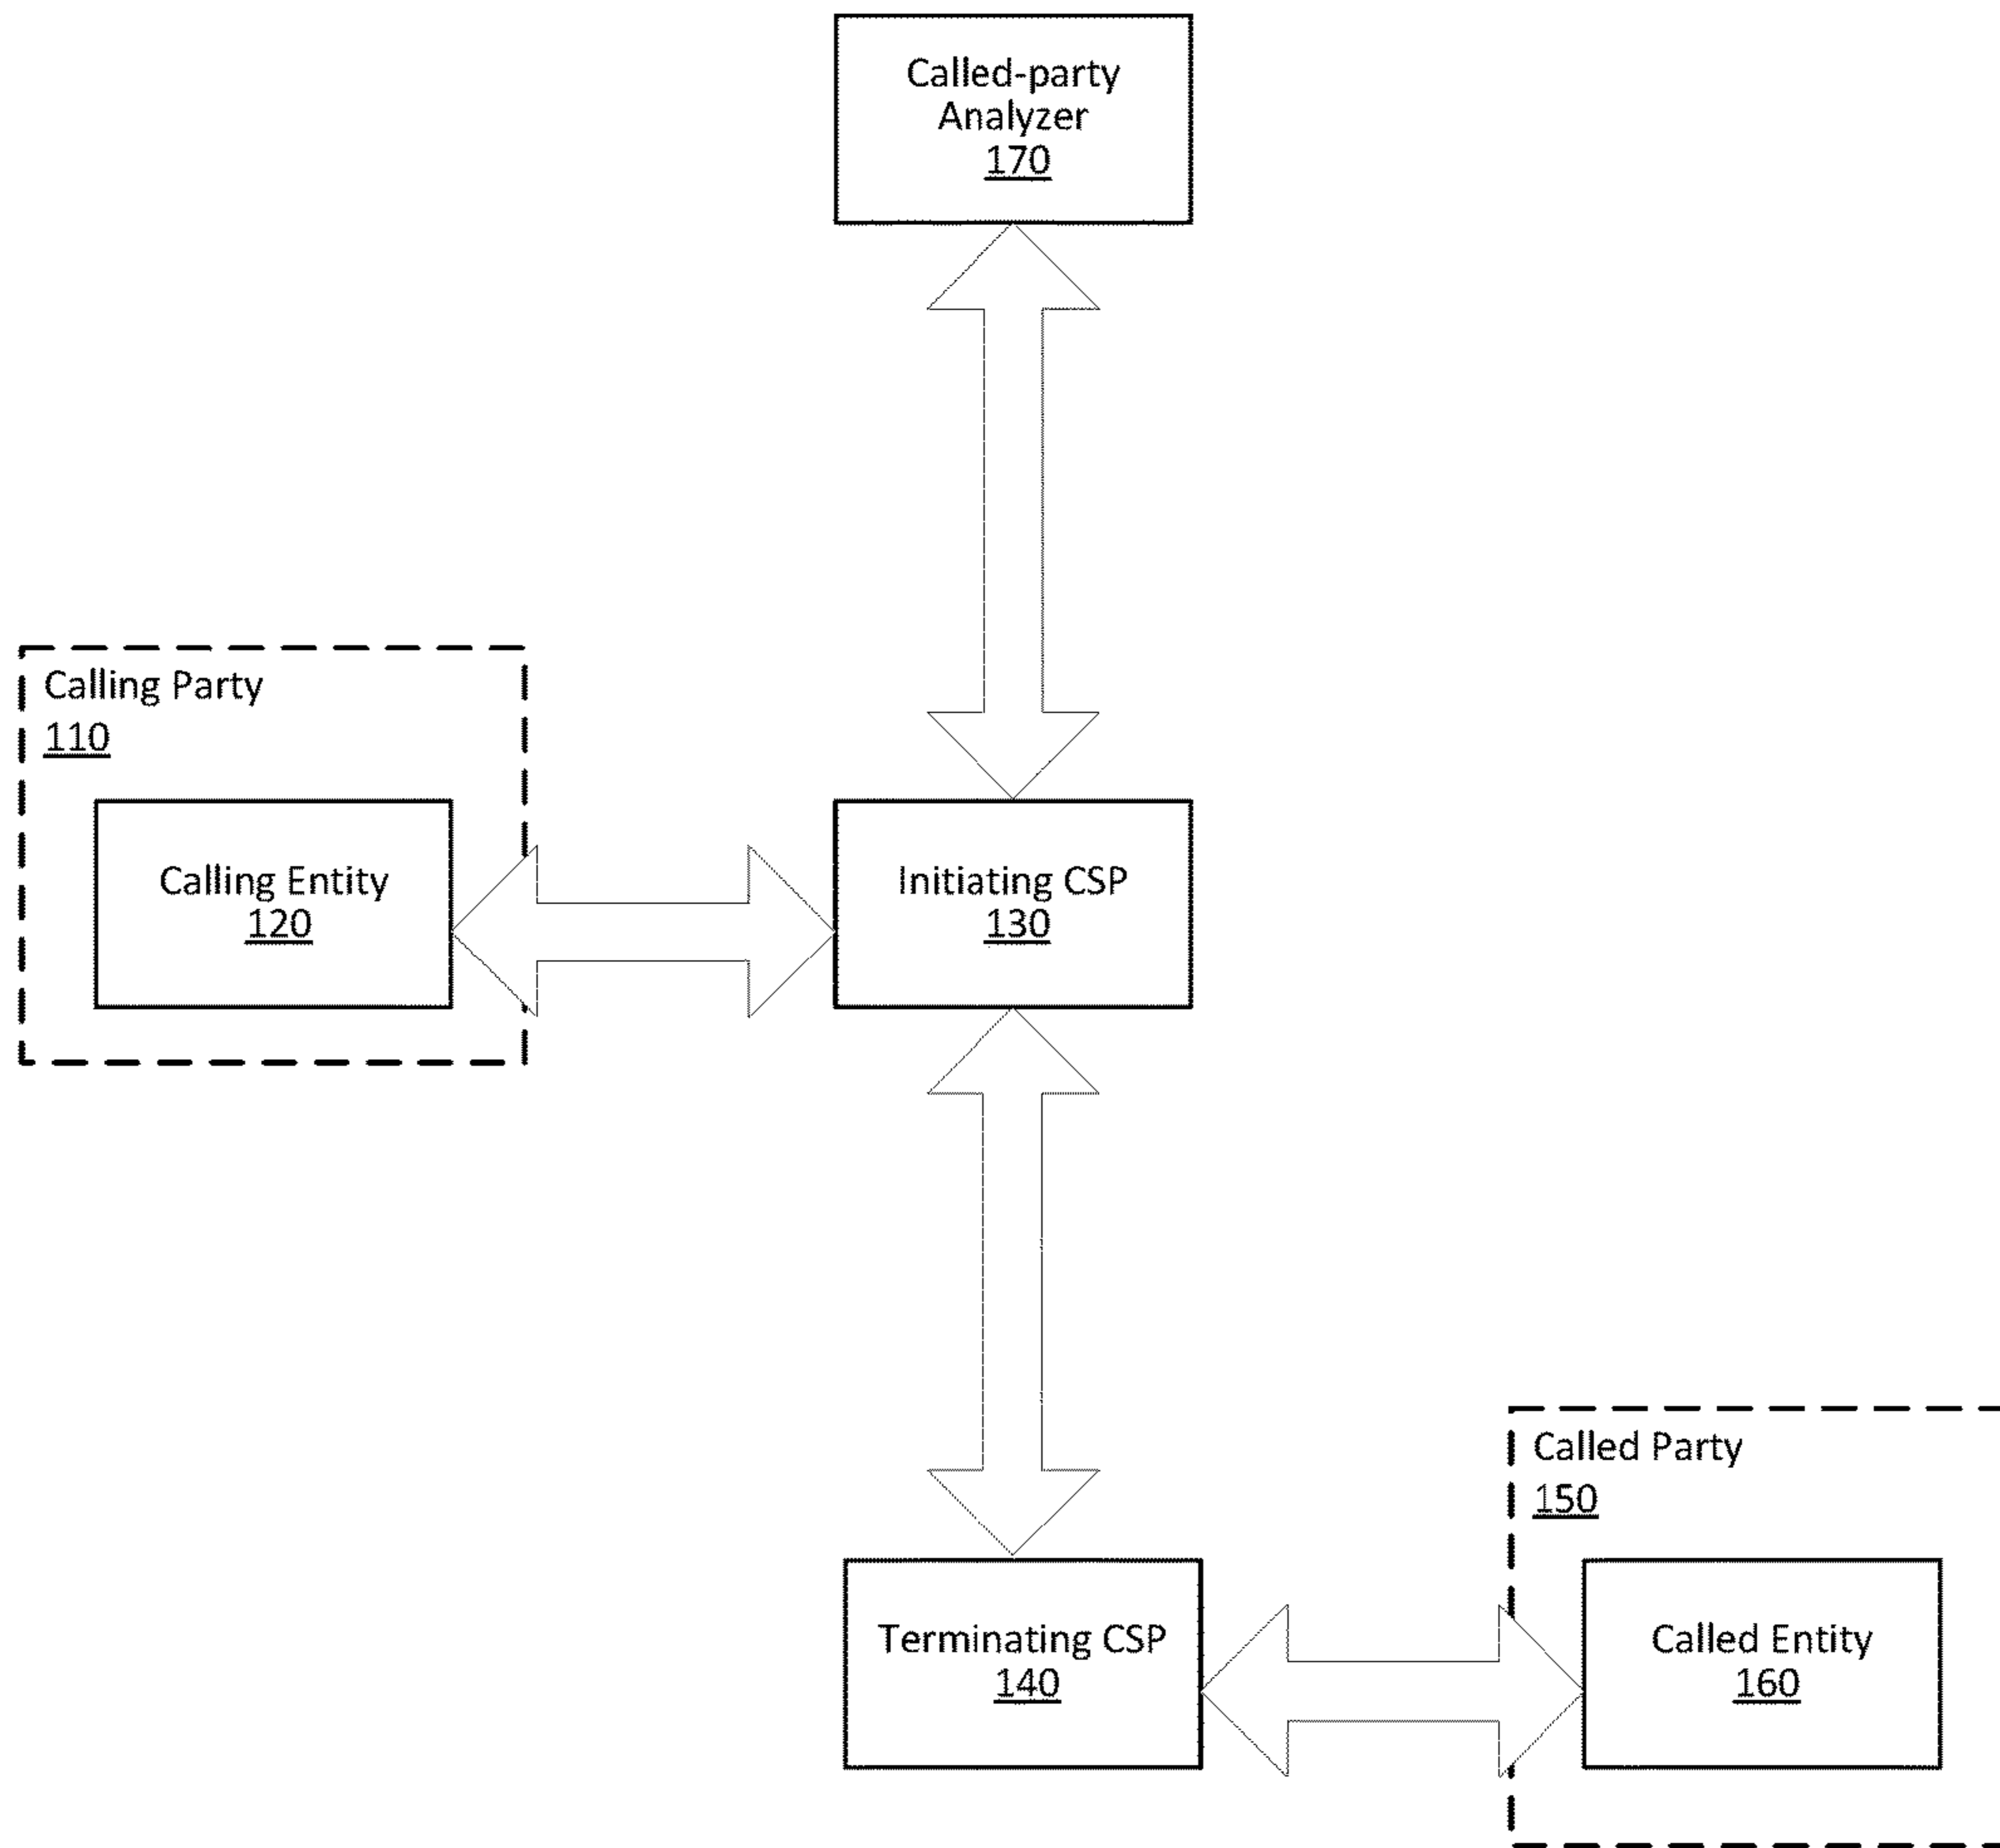 Called-party
Analyzer
170
Calling Party
110
Calling Entity
120
Initiating CSP
130
Called Party
150
Terminating CSP
140
Called Entity
160